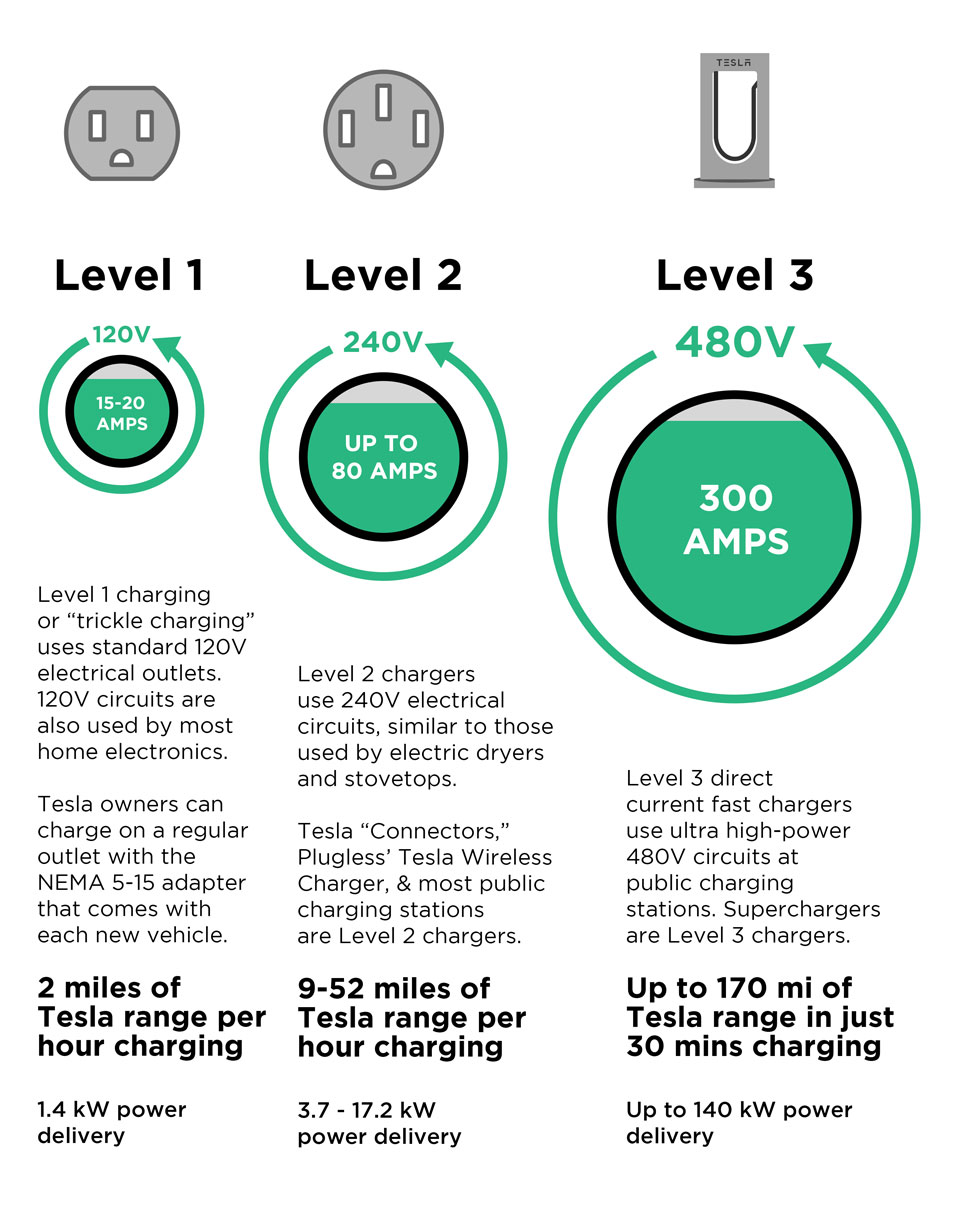 TESLA
Level 1
120V
15-20
AMPS
Level 1 charging
or “trickle charging”
uses standard 120V
electrical outlets.
120V circuits are
also used by most
home electronics.
Tesla owners can
charge on a regular
outlet with the
NEMA 5-15 adapter
that comes with
each new vehicle.
2 miles of
Tesla range per
hour charging
1.4 kW power
delivery
Level 2
240V
UP TO
80 AMPS
Level 2 chargers
use 240V electrical
circuits, similar to those
used by electric dryers
and stovetops.
Tesla “Connectors,”
Plugless’ Tesla Wireless
Charger, & most public
charging stations
are Level 2 chargers.
9-52 miles of
Tesla range per
hour charging
3.7 - 17.2 kW
power delivery
Level 3
480V
300
AMPS
Level 3 direct
current fast chargers
use ultra high-power
480V circuits at
public charging
stations. Superchargers
are Level 3 chargers.
Up to 170 mi of
Tesla range in just
30 mins charging
Up to 140 kW power
delivery